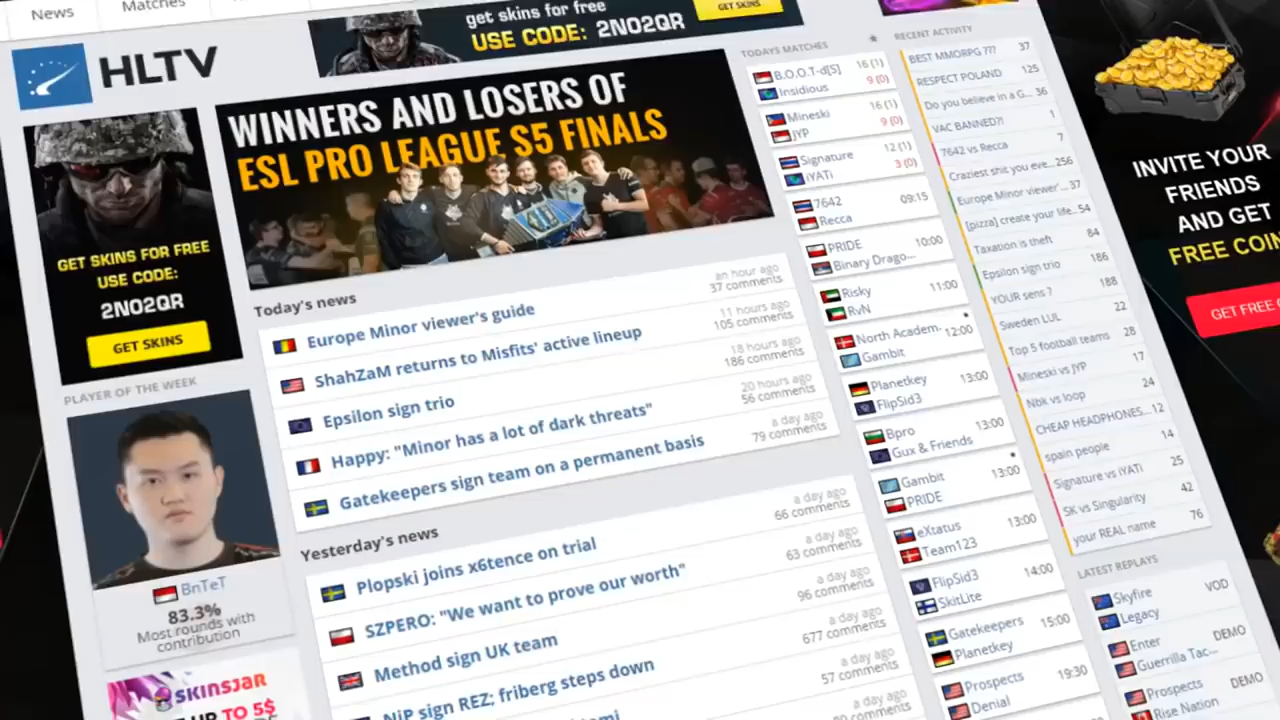 News
Matches
HLTV
get skins for free
USE CODE: 2NO2QR
GET SKINS
GET SKINS FOR FREE
USE CODE:
2NO2QR
GET SKINS
PLAYER OF THE WEEK
BnTeT
83.3%
Most rounds with
contribution
SKINSJAR
UP TO 5$
WINNERS AND LOSERS OF
ESL PRO LEAGUE S5 FINALS
Today's news
Europe Minor viewer's guide
an hour ago
37 comments
ShahZaM returns to Misfits' active lineup
11 hours ago
105 comments
Epsilon sign trio
18 hours ago
186 comments
Happy: "Minor has a lot of dark threats"
20 hours ago
56 comments
Gatekeepers sign team on a permanent basis
a day ago
79 comments
Yesterday's news
Plopski joins x6tence on trial
a day ago
66 comments
SZPERO: "We want to prove our worth"
a day ago
63 comments
Method sign UK team
a day ago
96 comments
NiP sign REZ; friberg steps down
a day ago
677 comments
a day ago
57 comments
a day ago
TODAYS MATCHES
B.O.O.T-d[S] 16 (1)
Insidious 9 (0)
Mineski 16 (1)
JYP 9 (0)
Signature 12 (1)
iYATi 3 (0)
7642 09:15
Recca
PRIDE 10:00
Binary Drago...
Risky 11:00
RvN
North Academ. 12:00
Gambit
Planetkey 13:00
FlipSid3
Bpro 13:00
Gux & Friends
Gambit 13:00
PRIDE
eXtatus 13:00
Team123
FlipSid3 14:00
SkitLite
Gatekeepers 15:00
Planetkey
Prospects 19:30
Denial
RECENT ACTIVITY
BEST MMORPG ??? 37
RESPECT POLAND 125
Do you believe in a G... 36
VAC BANNED?! 1
7642 vs Recca 7
Craziest shit you eve... 256
Europe Minor viewer'... 37
[pizza] create your life... 54
Taxation is theft 84
Epsilon sign trio 186
YOUR sens ? 188
Sweden LUL 22
Top 5 football teams 28
Mineski vs JYP 17
Nbk vs loop 24
CHEAP HEADPHONES... 12
spain people 14
Signature vs iYATi 25
SK vs Singularity 42
your REAL name 76
LATEST REPLAYS
Skyfire VOD
Legacy
Enter DEMO
Guerrilla Tac...
Prospects DEMO
Rise Nation
INVITE YOUR
FRIENDS
AND GET
FREE COIN
GET FREE